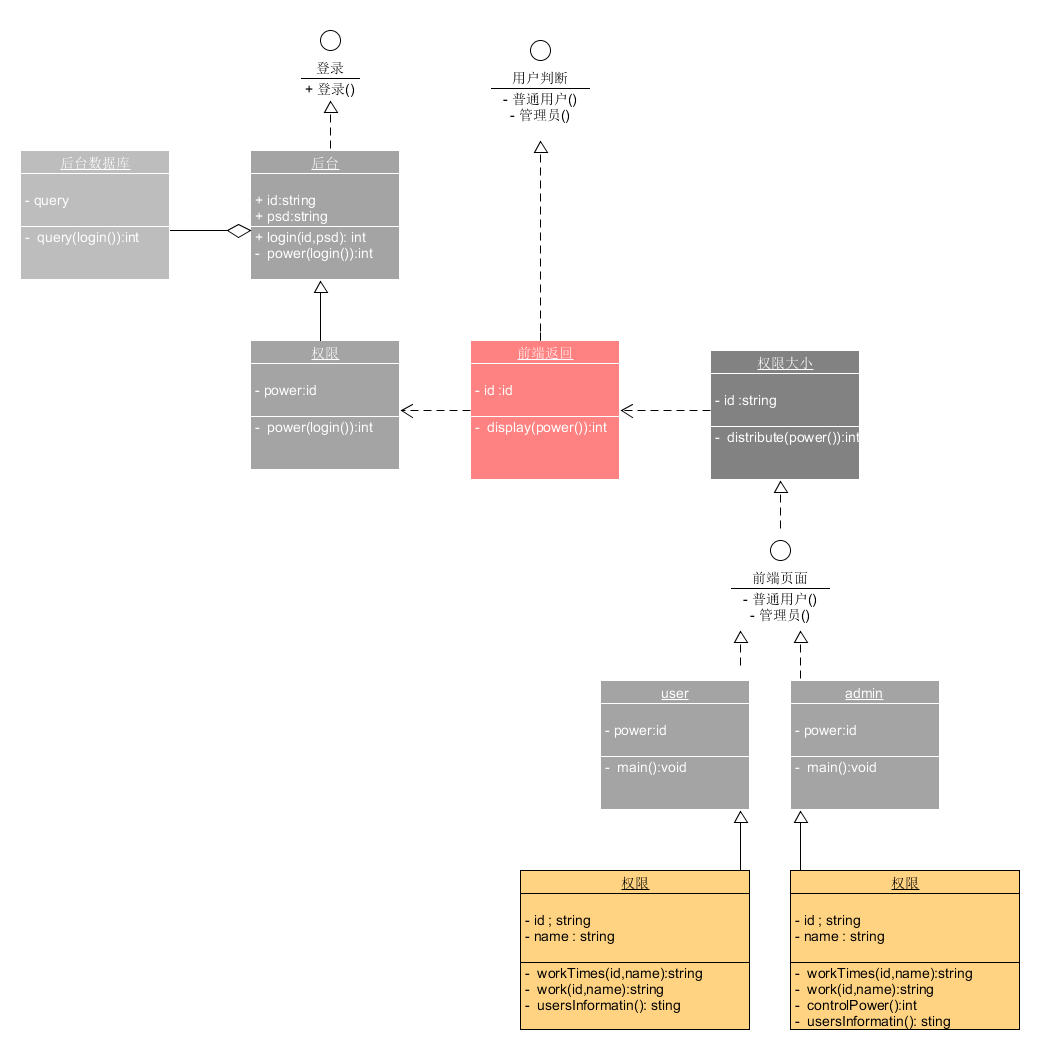 登录
+ 登录()
用户判断
- 普通用户()
- 管理员()
后台数据库
- query
- query(login()):int
后台
+ id:string
+ psd:string
+ login(id,psd): int
- power(login()):int
权限
- power:id
- power(login()):int
前端返回
- id :id
- display(power()):int
权限大小
- id :string
- distribute(power()):int
前端页面
- 普通用户()
- 管理员()
user
- power:id
- main():void
admin
- power:id
- main():void
权限
- id ; string
- name : string
- workTimes(id,name):string
- work(id,name):string
- usersInformatin(): sting
权限
- id ; string
- name : string
- workTimes(id,name):string
- work(id,name):string
- controlPower():int
- usersInformatin(): sting